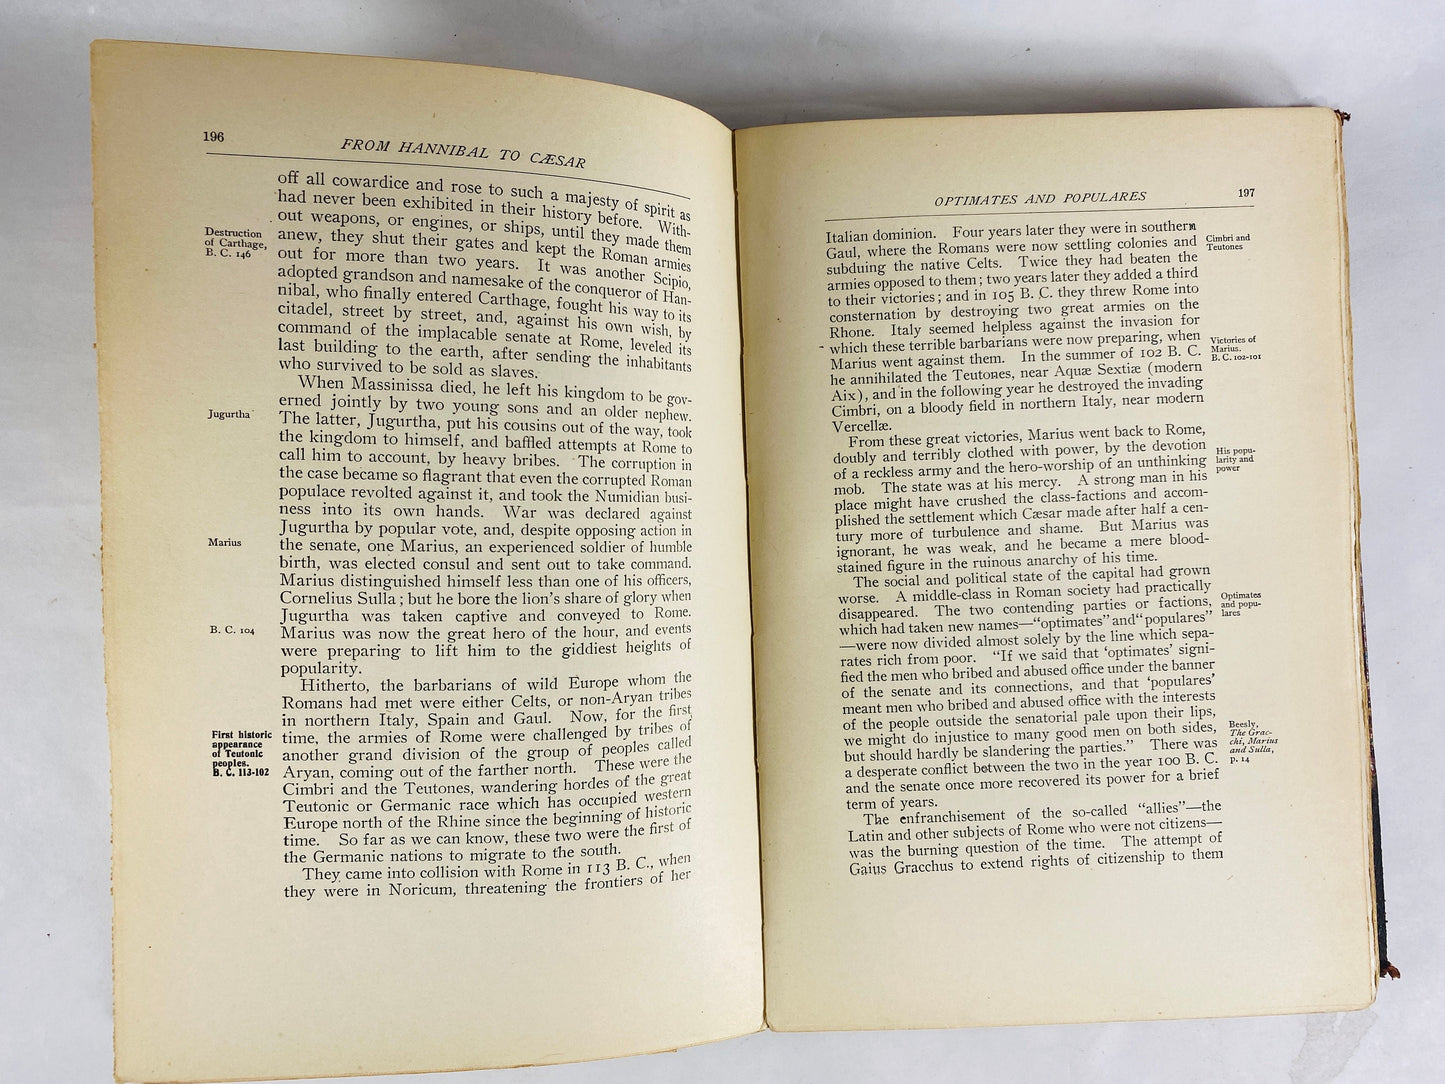 196
FROM HANNIBAL TO CÆSAR
off all cowardice and rose to such a majesty of spirit as
had never been exhibited in their history before. With-
out weapons, or engines, or ships, until they made them
Destruction
of Carthage,
B. C. 146
anew, they shut their gates and kept the Roman armies
out for more than two years. It was another Scipio,
adopted grandson and namesake of the conqueror of Han-
nibal, who finally entered Carthage, fought his way to its
citadel, street by street, and, against his own wish, by
command of the implacable senate at Rome, leveled its
last building to the earth, after sending the inhabitants
who survived to be sold as slaves.
When Massinissa died, he left his kingdom to be gov-
erned jointly by two young sons and an older nephew.
Jugurtha
The latter, Jugurtha, put his cousins out of the way, took
the kingdom to himself, and baffled attempts at Rome to
call him to account, by heavy bribes. The corruption in
the case became so flagrant that even the corrupted Roman
populace revolted against it, and took the Numidian busi-
ness into its own hands. War was declared against
Jugurtha by popular vote, and, despite opposing action in
Marius
the senate, one Marius, an experienced soldier of humble
birth, was elected consul and sent out to take command.
Marius distinguished himself less than one of his officers,
Cornelius Sulla; but he bore the lion's share of glory when
Jugurtha was taken captive and conveyed to Rome.
B. C. 104
Marius was now the great hero of the hour, and events
were preparing to lift him to the giddiest heights of
popularity.
Hitherto, the barbarians of wild Europe whom the
Romans had met were either Celts, or non-Aryan tribes
in northern Italy, Spain and Gaul. Now, for the first
First historic
appearance
of Teutonic
peoples.
B. C. 113-102
time, the armies of Rome were challenged by tribes of
another grand division of the group of peoples called
Aryan, coming out of the farther north. These were the
Cimbri and the Teutones, wandering hordes of the great
Teutonic or Germanic race which has occupied western
Europe north of the Rhine since the beginning of historic
time. So far as we can know, these two were the first of
the Germanic nations to migrate to the south.
They came into collision with Rome in 113 B. C., when
they were in Noricum, threatening the frontiers of her
OPTIMATES AND POPULARES
197
Italian dominion. Four years later they were in southern
Gaul, where the Romans were now settling colonies and
Cimbri and
Teutones
subduing the native Celts. Twice they had beaten the
armies opposed to them; two years later they added a third
to their victories; and in 105 B. C. they threw Rome into
consternation by destroying two great armies on the
Rhone. Italy seemed helpless against the invasion for
which these terrible barbarians were now preparing, when
Victories of
Marius.
B. C. 102-101
Marius went against them. In the summer of 102 B. C.
he annihilated the Teutones, near Aquæ Sextiæ (modern
Aix), and in the following year he destroyed the invading
Cimbri, on a bloody field in northern Italy, near modern
Vercellæ.
From these great victories, Marius went back to Rome,
doubly and terribly clothed with power, by the devotion
His popu-
larity and
power
of a reckless army and the hero-worship of an unthinking
mob. The state was at his mercy. A strong man in his
place might have crushed the class-factions and accom-
plished the settlement which Cæsar made after half a cen-
tury more of turbulence and shame. But Marius was
ignorant, he was weak, and he became a mere blood-
stained figure in the ruinous anarchy of his time.
The social and political state of the capital had grown
worse. A middle-class in Roman society had practically
Optimates
and popu-
lares
disappeared. The two contending parties or factions,
which had taken new names—"optimates" and "populares"
—were now divided almost solely by the line which sepa-
rates rich from poor. "If we said that 'optimates' signi-
fied the men who bribed and abused office under the banner
of the senate and its connections, and that 'populares'
meant men who bribed and abused office with the interests
of the people outside the senatorial pale upon their lips,
we might do injustice to many good men on both sides,
Beesly,
The Grac-
chi, Marius
and Sulla,
p. 14
but should hardly be slandering the parties." There was
a desperate conflict between the two in the year 100 B. C.
and the senate once more recovered its power for a brief
term of years.
The enfranchisement of the so-called "allies"—the
Latin and other subjects of Rome who were not citizens—
was the burning question of the time. The attempt of
Gaius Gracchus to extend rights of citizenship to them